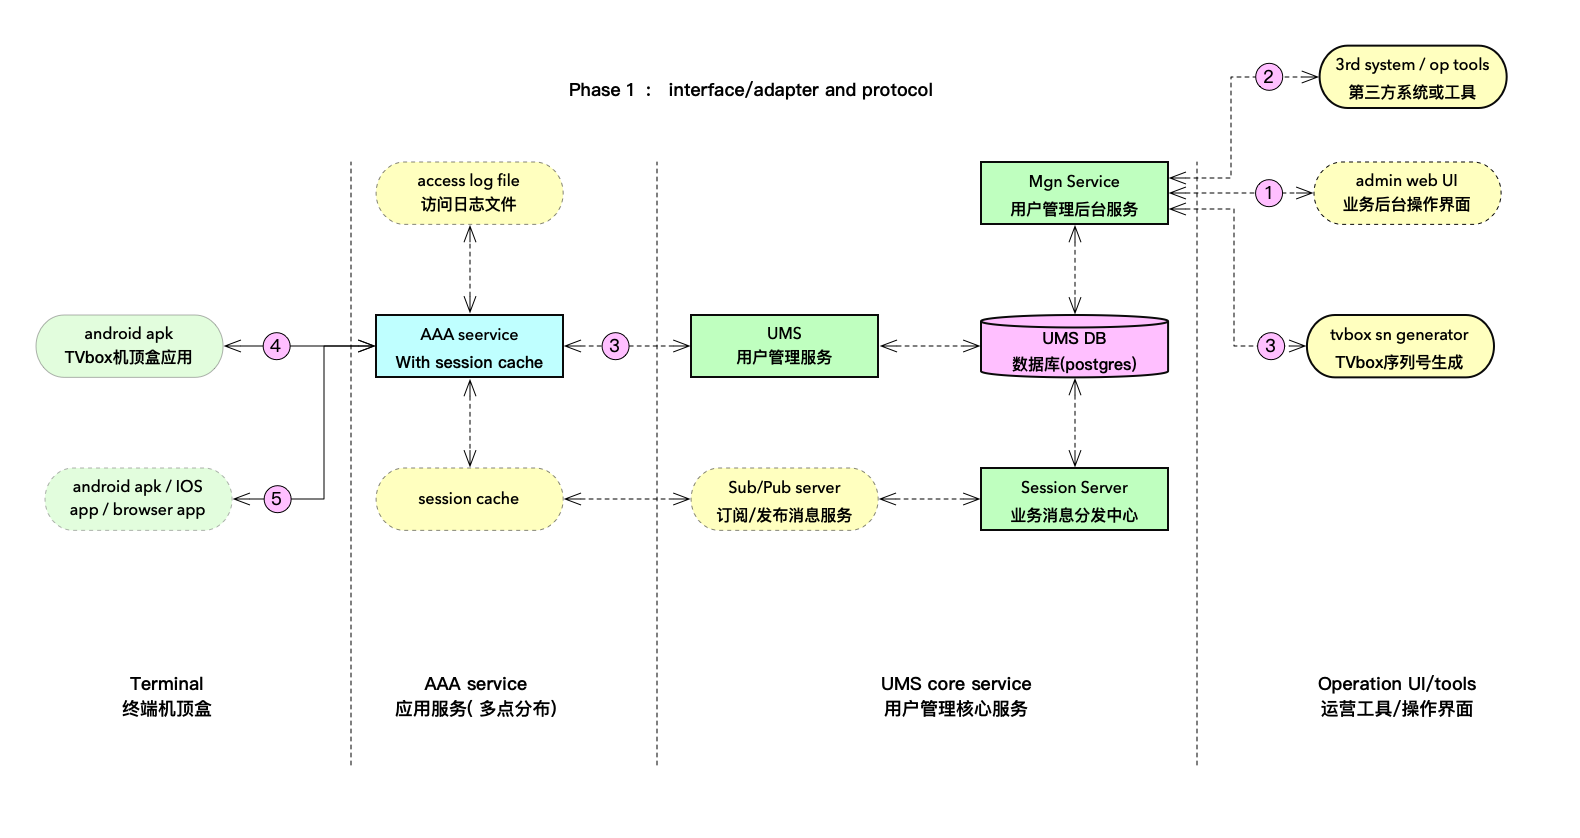 Phase 1 ： interface/adapter and protocol
2
3rd system / op tools
第三方系统或工具
access log file
访问日志文件
Mgn Service
用户管理后台服务
1
admin web UI
业务后台操作界面
android apk
TVbox机顶盒应用
4
AAA seervice
With session cache
3
UMS
用户管理服务
UMS DB
数据库(postgres)
3
tvbox sn generator
TVbox序列号生成
android apk / IOS
app / browser app
5
session cache
Sub/Pub server
订阅/发布消息服务
Session Server
业务消息分发中心
Terminal
终端机顶盒
AAA service
应用服务( 多点分布)
UMS core service
用户管理核心服务
Operation UI/tools
运营工具/操作界面